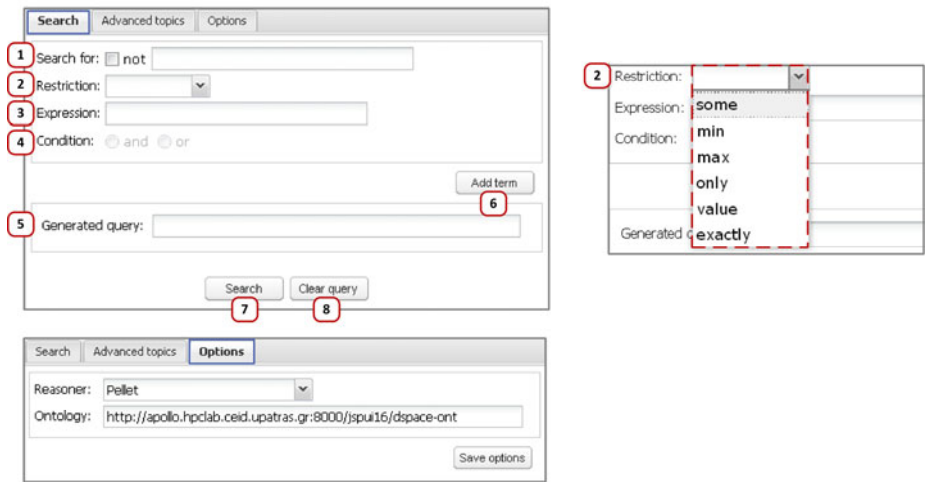 Search Advanced topics Options
1 Search for: not
2 Restriction:
3 Expression:
4 Condition: and or
Add term
6
5 Generated query:
Search Clear query
7 8
2 Restriction:
Expression: some
Condition: min
max
only
value
Generated q exactly
Search Advanced topics Options
Reasoner: Pellet
Ontology: http://apollo.hpclab.ceid.upatras.gr:8000/jspui16/dspace-ont
Save options